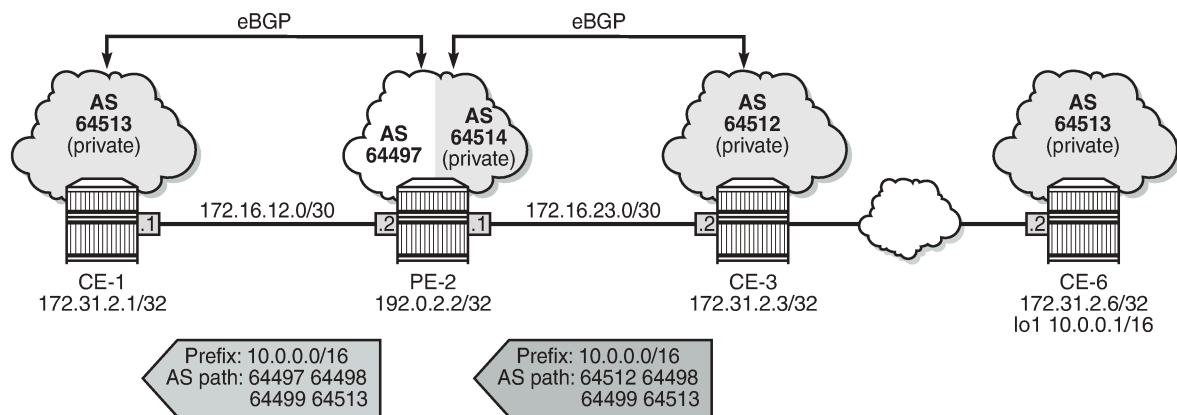 eBGP
eBGP
AS
64513
(private)
AS
64497
AS
64514
(private)
AS
64512
(private)
AS
64513
(private)
172.16.12.0/30
172.16.23.0/30
.1
.2
.1
.2
.2
CE-1
172.31.2.1/32
PE-2
192.0.2.2/32
CE-3
172.31.2.3/32
CE-6
172.31.2.6/32
lo1 10.0.0.1/16
Prefix: 10.0.0.0/16
AS path: 64497 64498
64499 64513
Prefix: 10.0.0.0/16
AS path: 64512 64498
64499 64513